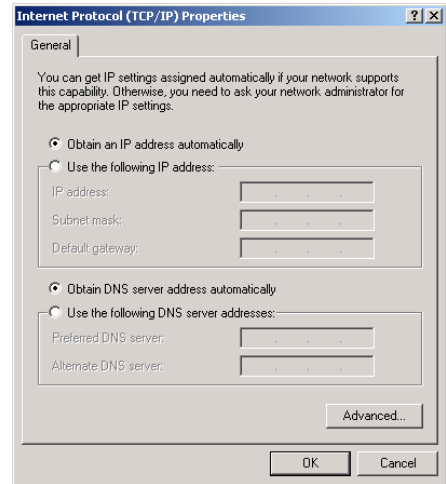 Internet Protocol (TCP/IP) Properties
General
You can get IP settings assigned automatically if your network supports
this capability. Otherwise, you need to ask your network administrator for
the appropriate IP settings.
Obtain an IP address automatically
Use the following IP address:
IP address:
Subnet mask:
Default gateway:
Obtain DNS server address automatically
Use the following DNS server addresses:
Preferred DNS server:
Alternate DNS server:
Advanced...
OK Cancel